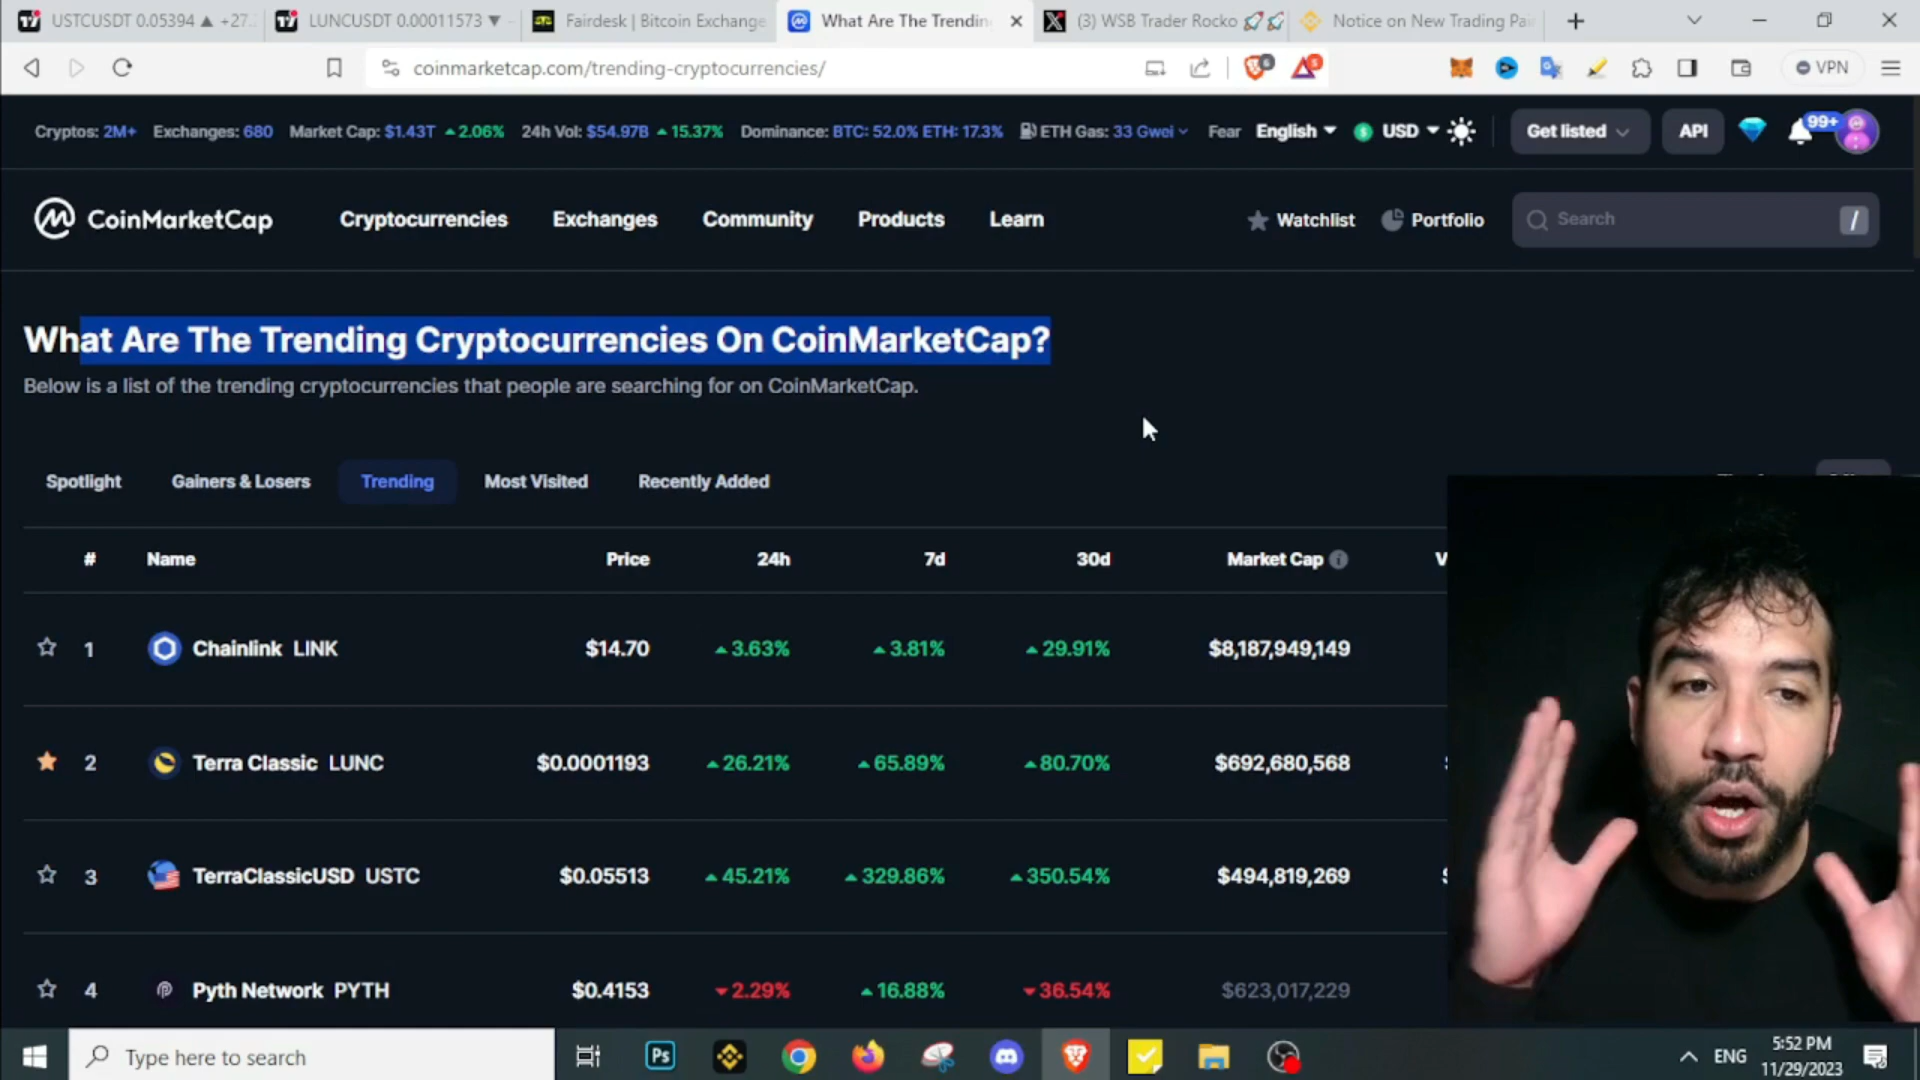 USTCUSDT 0.05394 ▲ +27.
LUNCUSDT 0.00011573 ▼
Fairdesk | Bitcoin Exchange
What Are The Trendin
(3) WSB Trader Rocko 🚀🚀
Notice on New Trading Pai
coinmarketcap.com/trending-cryptocurrencies/
VPN
Cryptos: 2M+ Exchanges: 680 Market Cap: $1.43T ▲ 2.06% 24h Vol: $54.97B ▲ 15.37% Dominance: BTC: 52.0% ETH: 17.3% ETH Gas: 33 Gwei Fear English USD Get listed API 99+
CoinMarketCap Cryptocurrencies Exchanges Community Products Learn Watchlist Portfolio Search /
What Are The Trending Cryptocurrencies On CoinMarketCap?
Below is a list of the trending cryptocurrencies that people are searching for on CoinMarketCap.
Spotlight Gainers & Losers Trending Most Visited Recently Added
# Name Price 24h 7d 30d Market Cap
1 Chainlink LINK $14.70 ▲ 3.63% ▲ 3.81% ▲ 29.91% $8,187,949,149
2 Terra Classic LUNC $0.0001193 ▲ 26.21% ▲ 65.89% ▲ 80.70% $692,680,568
3 TerraClassicUSD USTC $0.05513 ▲ 45.21% ▲ 329.86% ▲ 350.54% $494,819,269
4 Pyth Network PYTH $0.4153 ▼ 2.29% ▲ 16.88% ▼ 36.54% $623,017,229
Type here to search
Ps
ENG
5:52 PM
11/29/2023